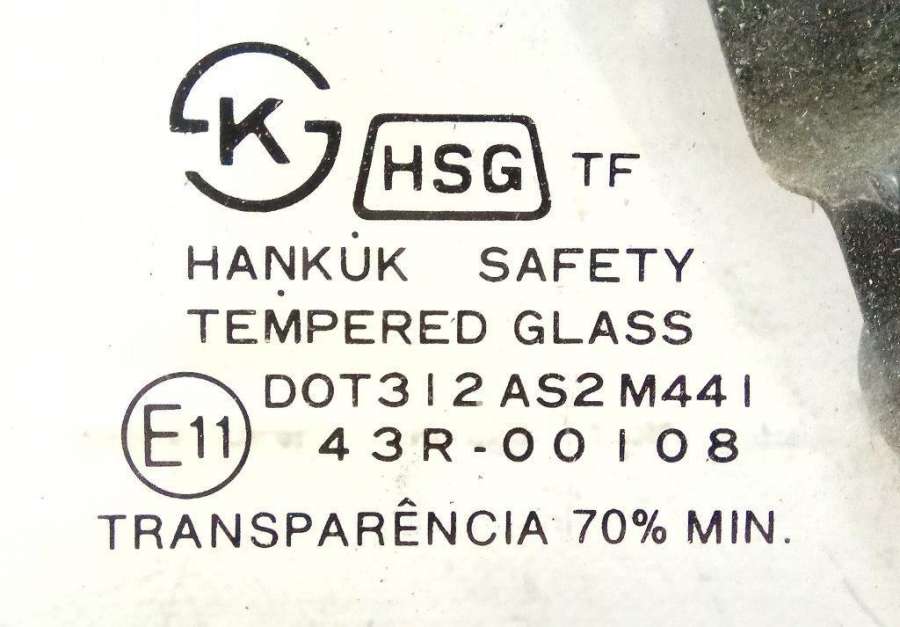 K HSG TF
HANKUK SAFETY
TEMPERED GLASS
DOT312 AS2 M441
E11 43R-00108
TRANSPARÊNCIA 70% MIN.